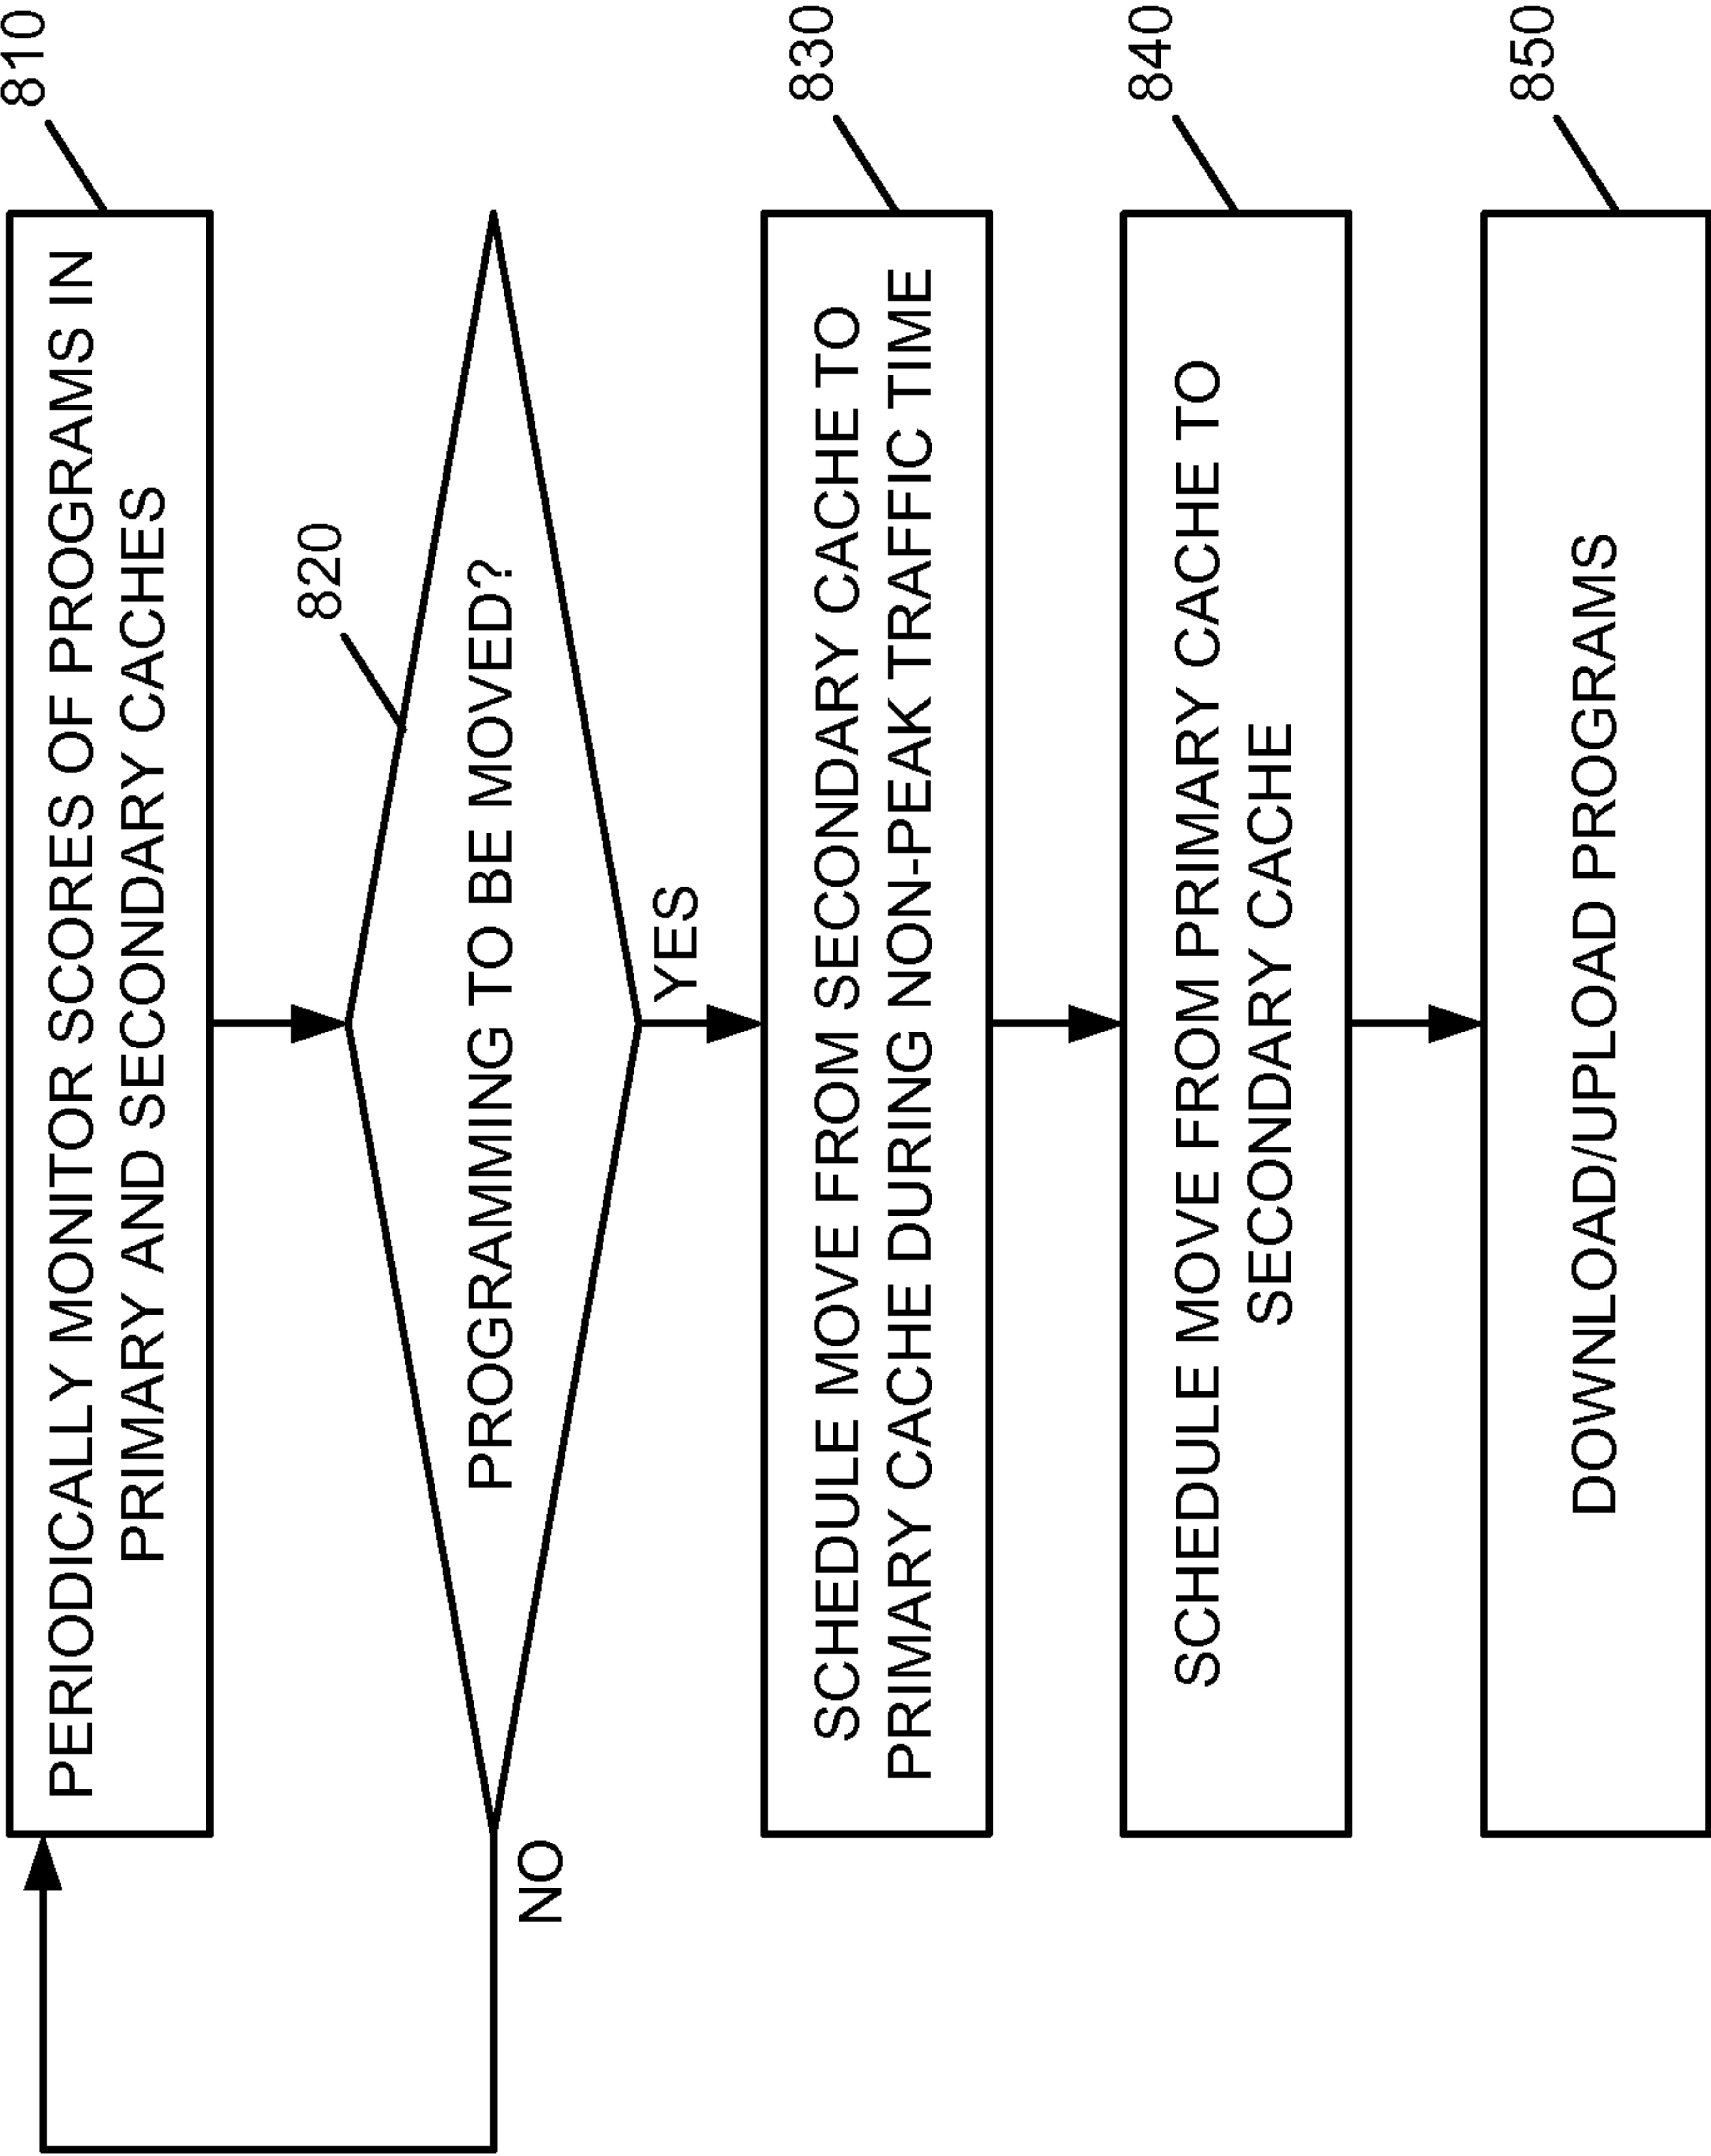 810
PERIODICALLY MONITOR SCORES OF PROGRAMS IN
PRIMARY AND SECONDARY CACHES
820
PROGRAMMING TO BE MOVED?
NO
YES
830
SCHEDULE MOVE FROM SECONDARY CACHE TO
PRIMARY CACHE DURING NON-PEAK TRAFFIC TIME
840
SCHEDULE MOVE FROM PRIMARY CACHE TO
SECONDARY CACHE
850
DOWNLOAD/UPLOAD PROGRAMS